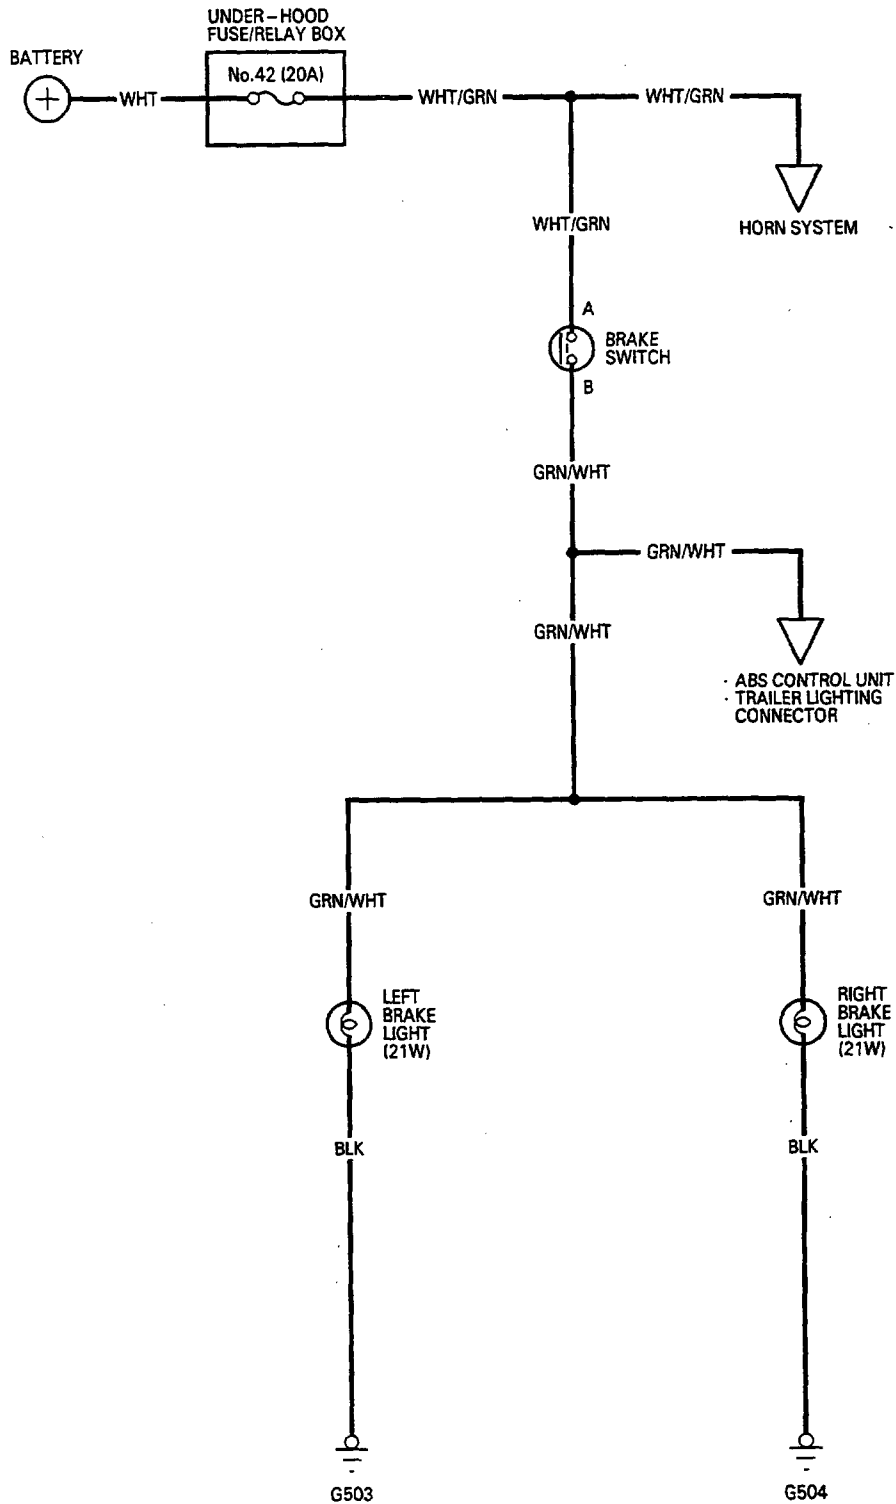 UNDER-HOOD
FUSE/RELAY BOX
BATTERY
No.42 (20A)
+
WHT
WHT/GRN
WHT/GRN
WHT/GRN
HORN SYSTEM
A
BRAKE
SWITCH
B
GRN/WHT
GRN/WHT
GRN/WHT
· ABS CONTROL UNIT
· TRAILER LIGHTING
CONNECTOR
GRN/WHT
GRN/WHT
LEFT
BRAKE
LIGHT
(21W)
RIGHT
BRAKE
LIGHT
(21W)
BLK
BLK
G503
G504